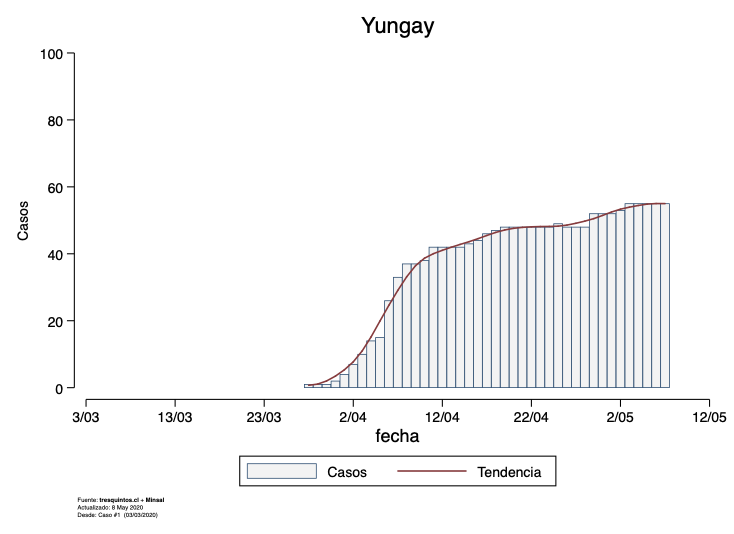 Yungay
Casos
100
80
60
40
20
0
3/03 13/03 23/03 2/04 12/04 22/04 2/05 12/05
fecha
Casos Tendencia
Fuente: tresquintos.cl + Minsal
Actualizado: 8 May 2020
Desde: Caso #1 (03/03/2020)